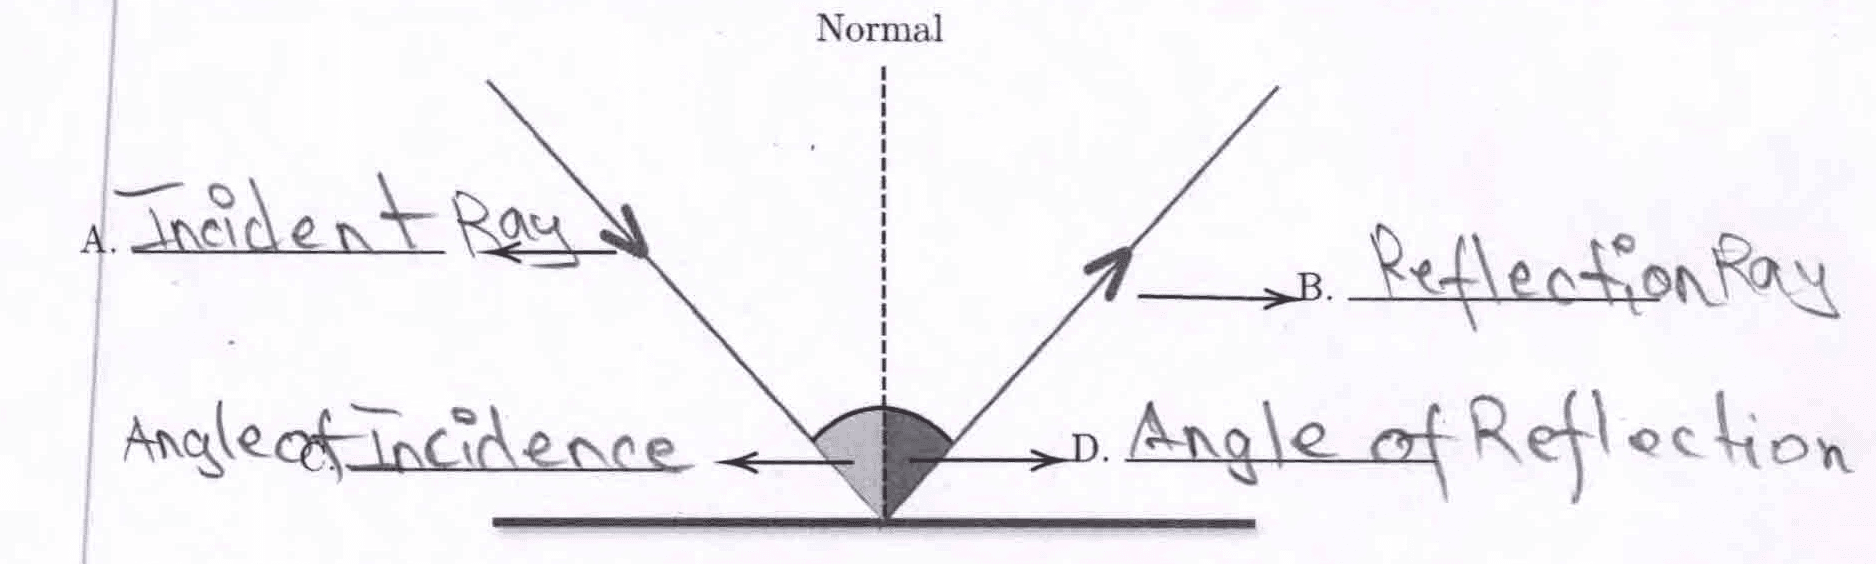 Normal
A. Incident Ray
B. Reflection Ray
Angle of Incidence
D. Angle of Reflection